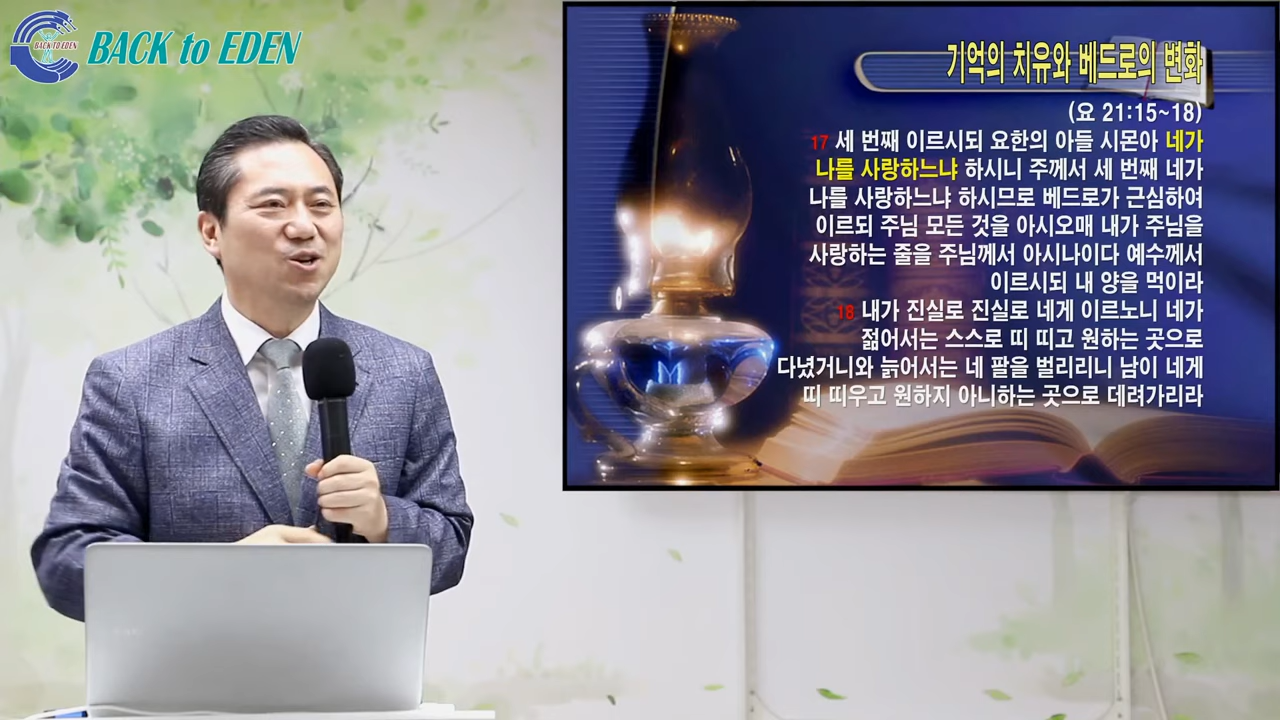 BACK TO EDEN
BACK to EDEN
기억의 치유와 베드로의 변화
(요 21:15~18)
17 세 번째 이르시되 요한의 아들 시몬아 네가
나를 사랑하느냐 하시니 주께서 세 번째 네가
나를 사랑하느냐 하시므로 베드로가 근심하여
이르되 주님 모든 것을 아시오매 내가 주님을
사랑하는 줄을 주님께서 아시나이다 예수께서
이르시되 내 양을 먹이라
18 내가 진실로 진실로 네게 이르노니 네가
젊어서는 스스로 띠 띠고 원하는 곳으로
다녔거니와 늙어서는 네 팔을 벌리리니 남이 네게
띠 띠우고 원하지 아니하는 곳으로 데려가리라